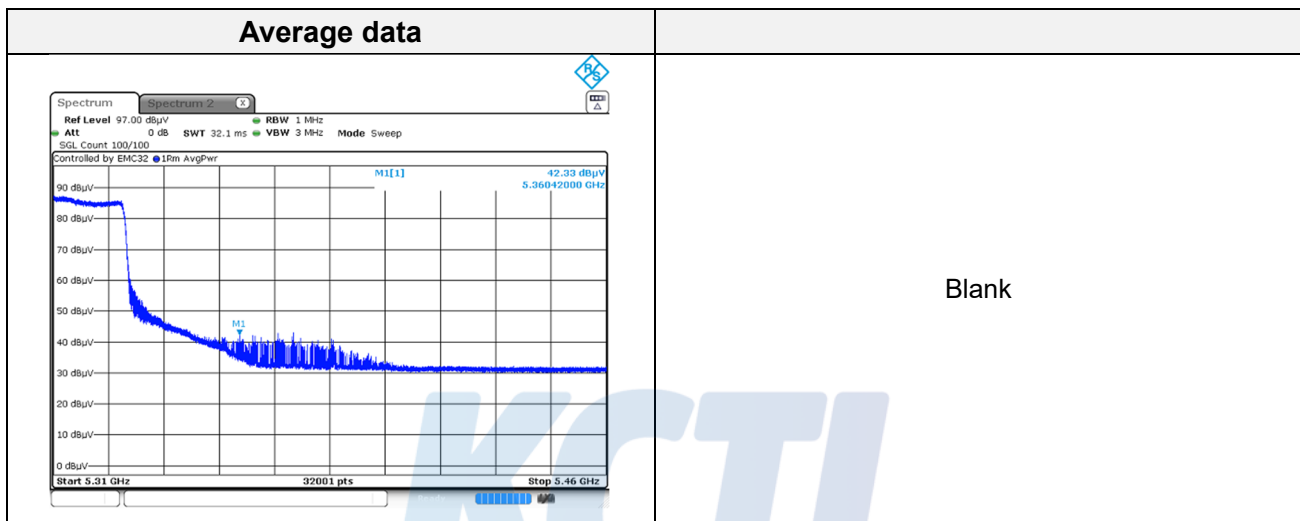 Average data
R&S
Spectrum Spectrum 2 X
Ref Level 97.00 dBµV RBW 1 MHz
Att 0 dB SWT 32.1 ms VBW 3 MHz Mode Sweep
SGL Count 100/100
Controlled by EMC32 1Rm AvgPwr
M1[1] 42.33 dBµV
5.36042000 GHz
90 dBµV
80 dBµV
70 dBµV
60 dBµV
50 dBµV
M1
40 dBµV
30 dBµV
20 dBµV
10 dBµV
0 dBµV
Start 5.31 GHz 32001 pts Stop 5.46 GHz
Ready
Blank
KCTL